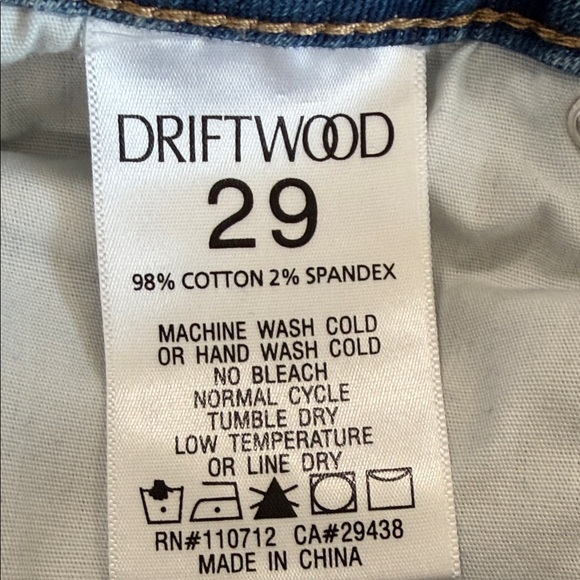 DRIFTWOOD
29
98% COTTON 2% SPANDEX
MACHINE WASH COLD
OR HAND WASH COLD
NO BLEACH
NORMAL CYCLE
TUMBLE DRY
LOW TEMPERATURE
OR LINE DRY
RN#110712 CA#29438
MADE IN CHINA